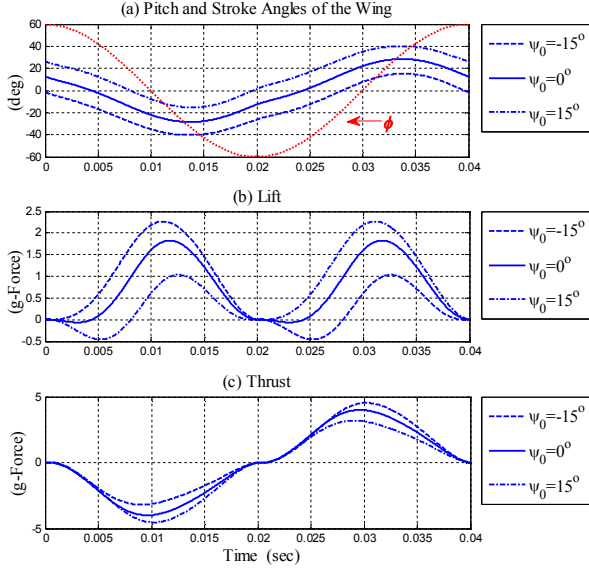 (a) Pitch and Stroke Angles of the Wing
60
40
20
0
-20
-40
-60
(deg)
ϕ
0 0.005 0.01 0.015 0.02 0.025 0.03 0.035 0.04
ψ0=-15°
ψ0=0°
ψ0=15°
(b) Lift
2.5
2
1.5
1
0.5
0
-0.5
(g-Force)
0 0.005 0.01 0.015 0.02 0.025 0.03 0.035 0.04
ψ0=-15°
ψ0=0°
ψ0=15°
(c) Thrust
5
0
-5
(g-Force)
0 0.005 0.01 0.015 0.02 0.025 0.03 0.035 0.04
Time (sec)
ψ0=-15°
ψ0=0°
ψ0=15°